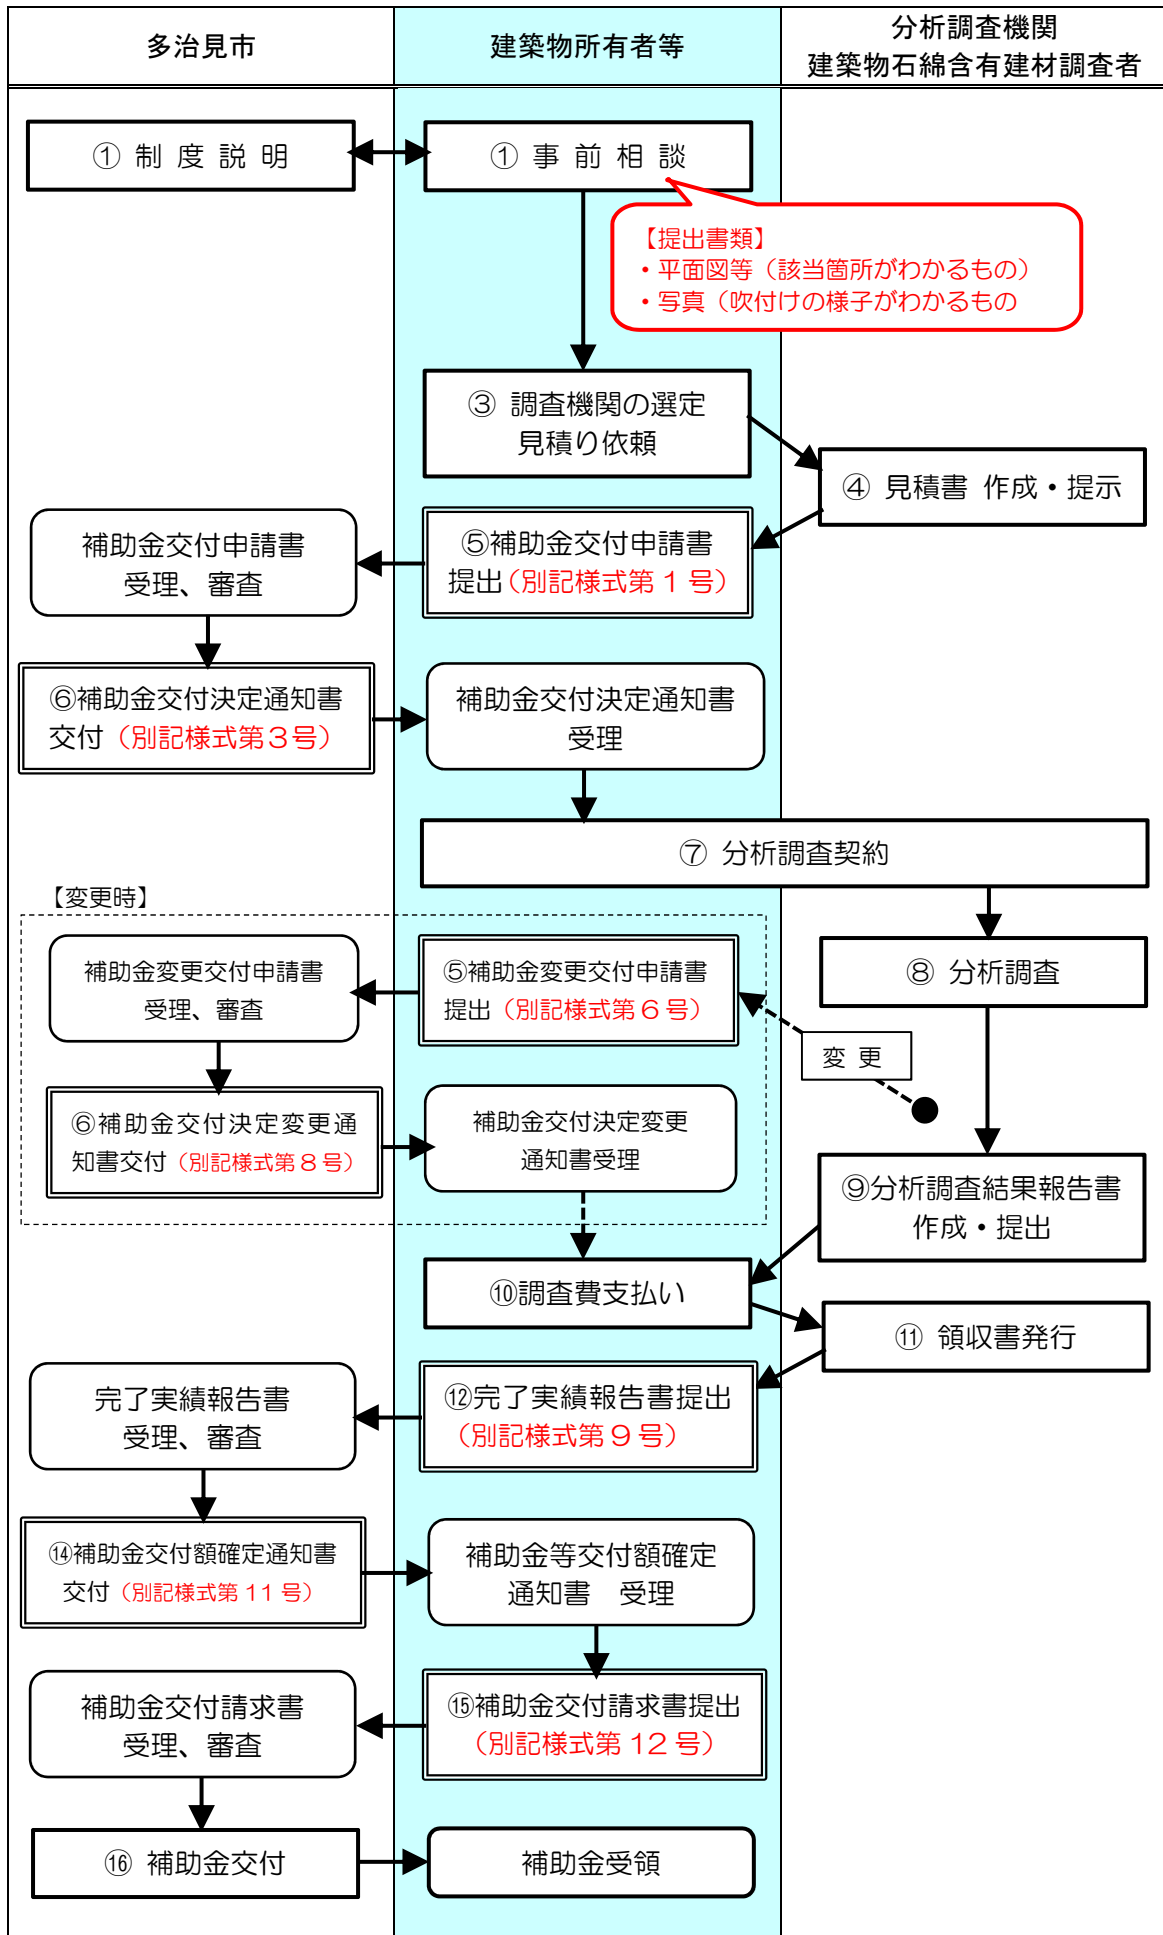 多治見市
建築物所有者等
分析調査機関
建築物石綿含有建材調査者
① 制 度 説 明
① 事 前 相 談
【提出書類】
・平面図等（該当箇所がわかるもの）
・写真（吹付けの様子がわかるもの
③ 調査機関の選定
見積り依頼
④ 見積書 作成・提示
補助金交付申請書
受理、審査
⑤補助金交付申請書
提出（別記様式第１号）
⑥補助金交付決定通知書
交付（別記様式第３号）
補助金交付決定通知書
受理
⑦ 分析調査契約
【変更時】
補助金変更交付申請書
受理、審査
⑤補助金変更交付申請書
提出（別記様式第６号）
⑧ 分析調査
変 更
⑥補助金交付決定変更通
知書交付（別記様式第８号）
補助金交付決定変更
通知書受理
⑨分析調査結果報告書
作成・提出
⑩調査費支払い
⑪ 領収書発行
完了実績報告書
受理、審査
⑫完了実績報告書提出
（別記様式第９号）
⑭補助金交付額確定通知書
交付（別記様式第 11 号）
補助金等交付額確定
通知書　受理
補助金交付請求書
受理、審査
⑮補助金交付請求書提出
（別記様式第 12 号）
⑯ 補助金交付
補助金受領